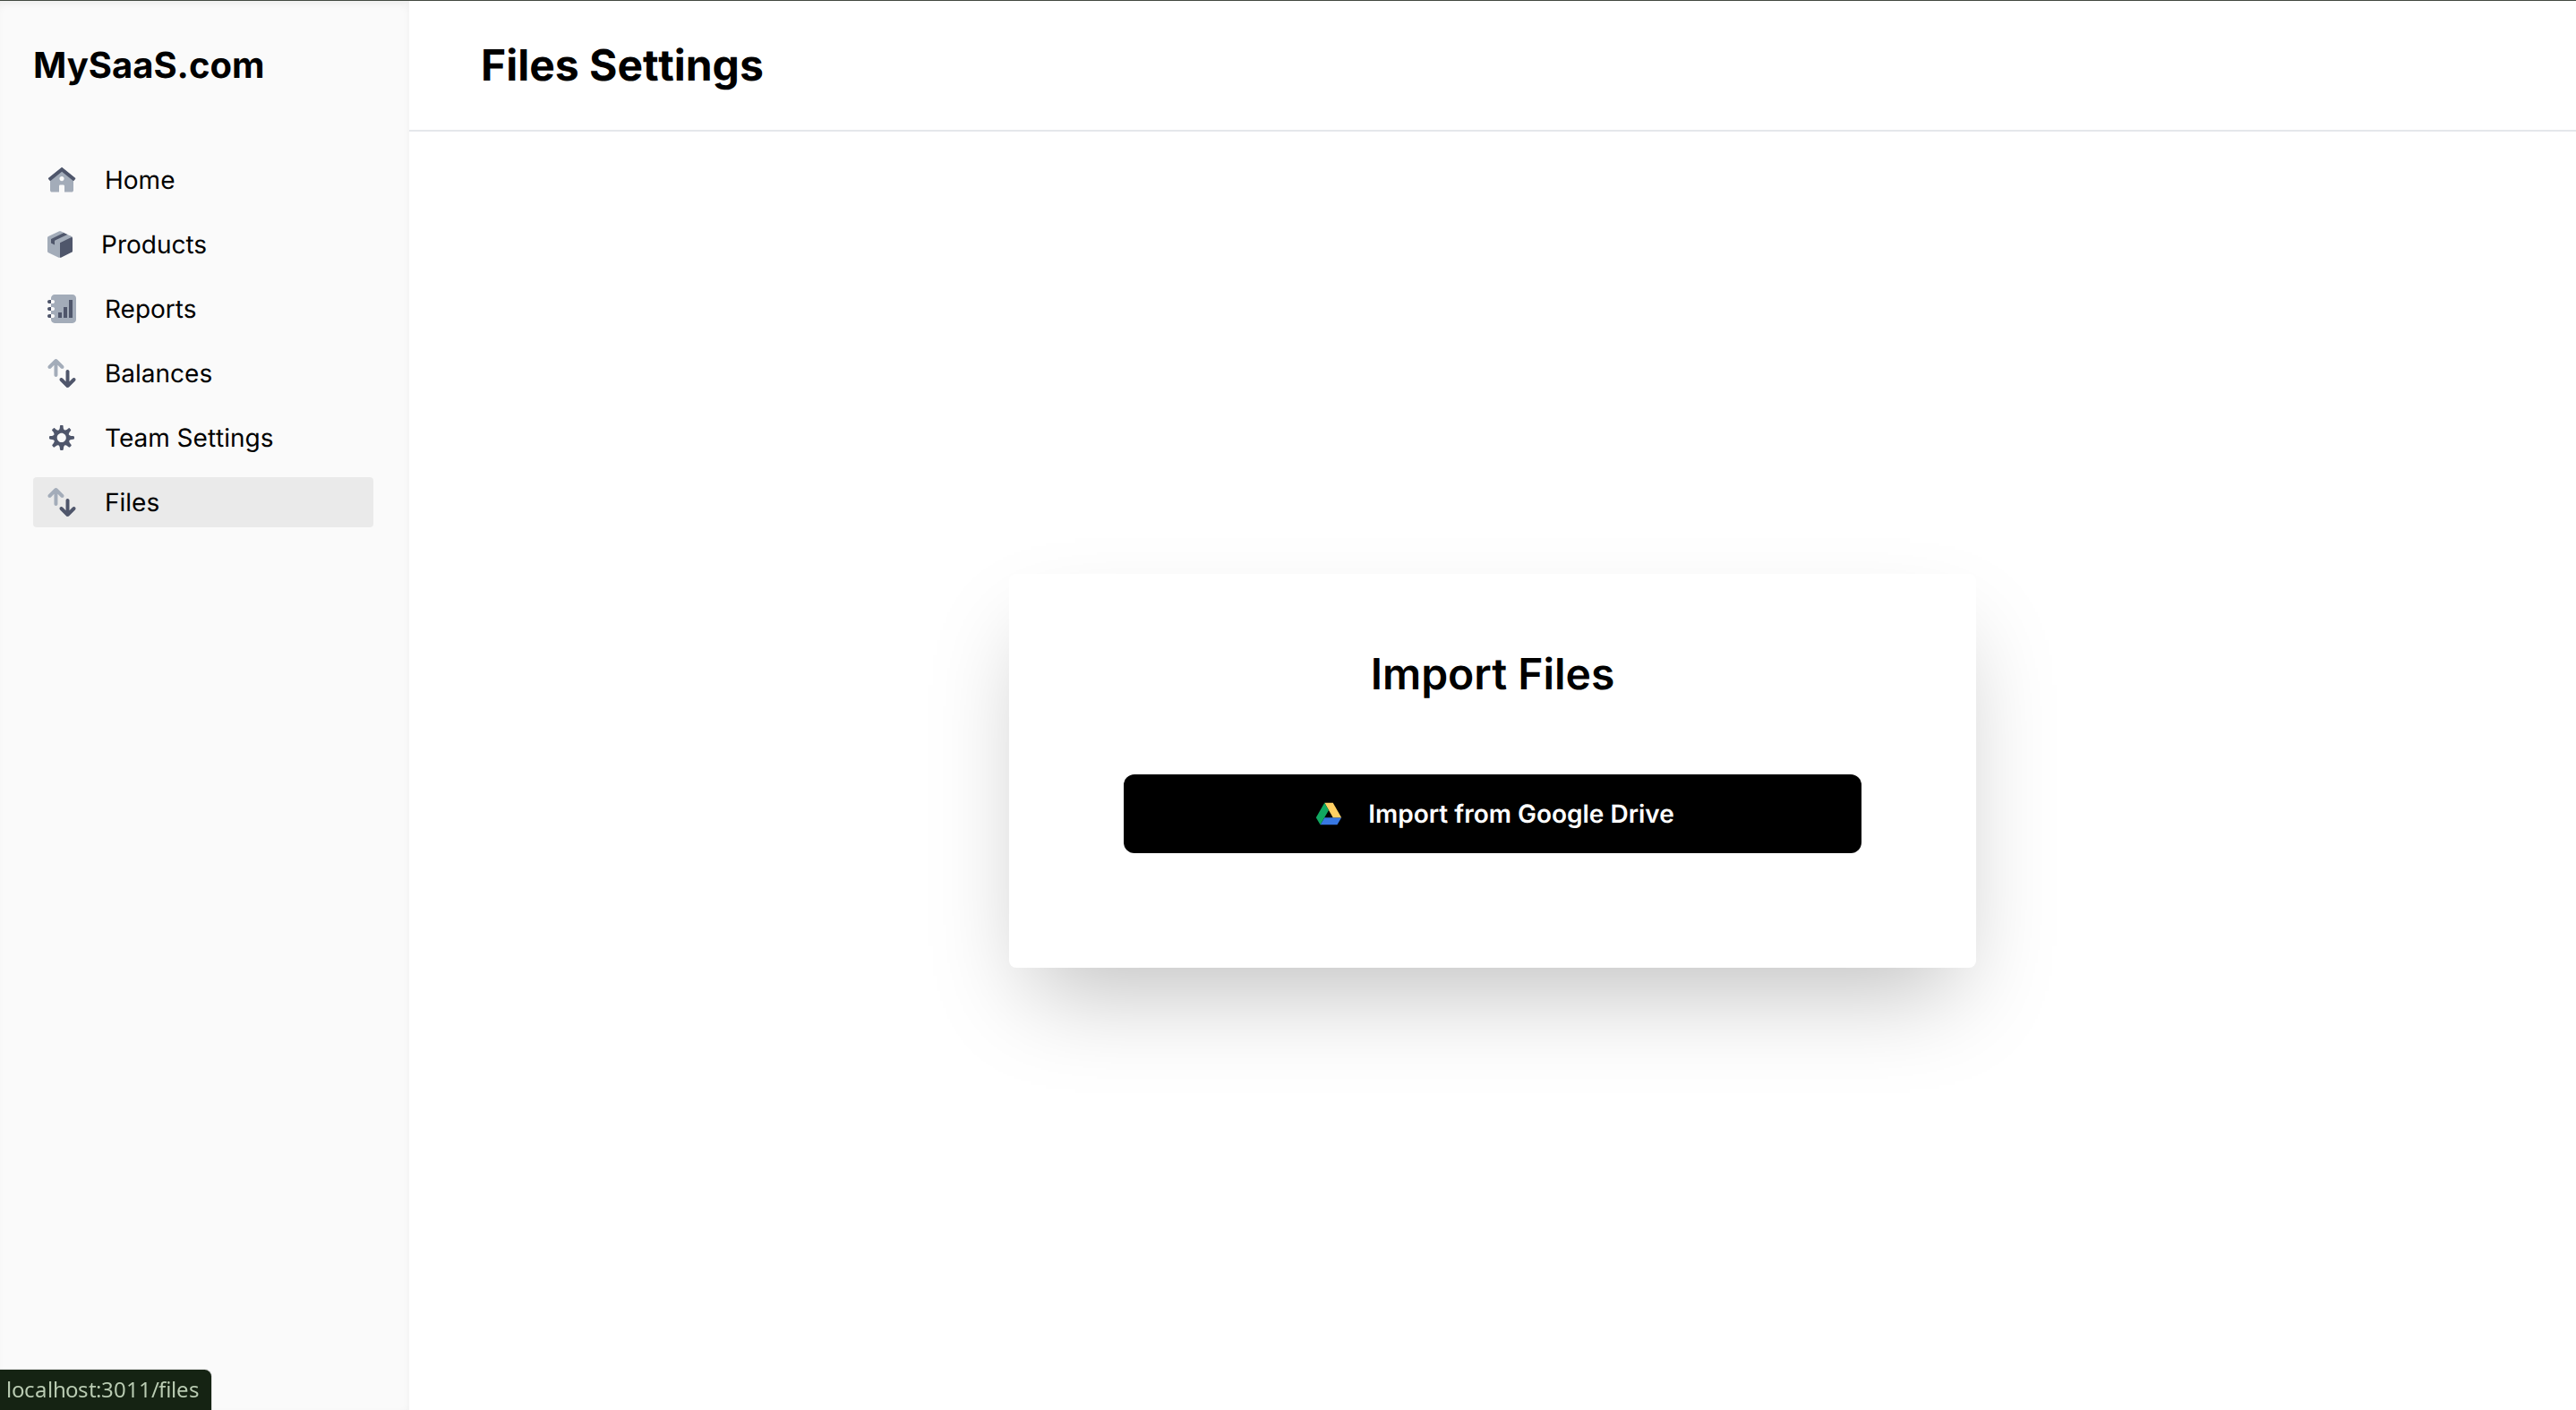 MySaaS.com
Home
Products
Reports
Balances
Team Settings
Files
Files Settings
Import Files
Import from Google Drive
localhost:3011/files